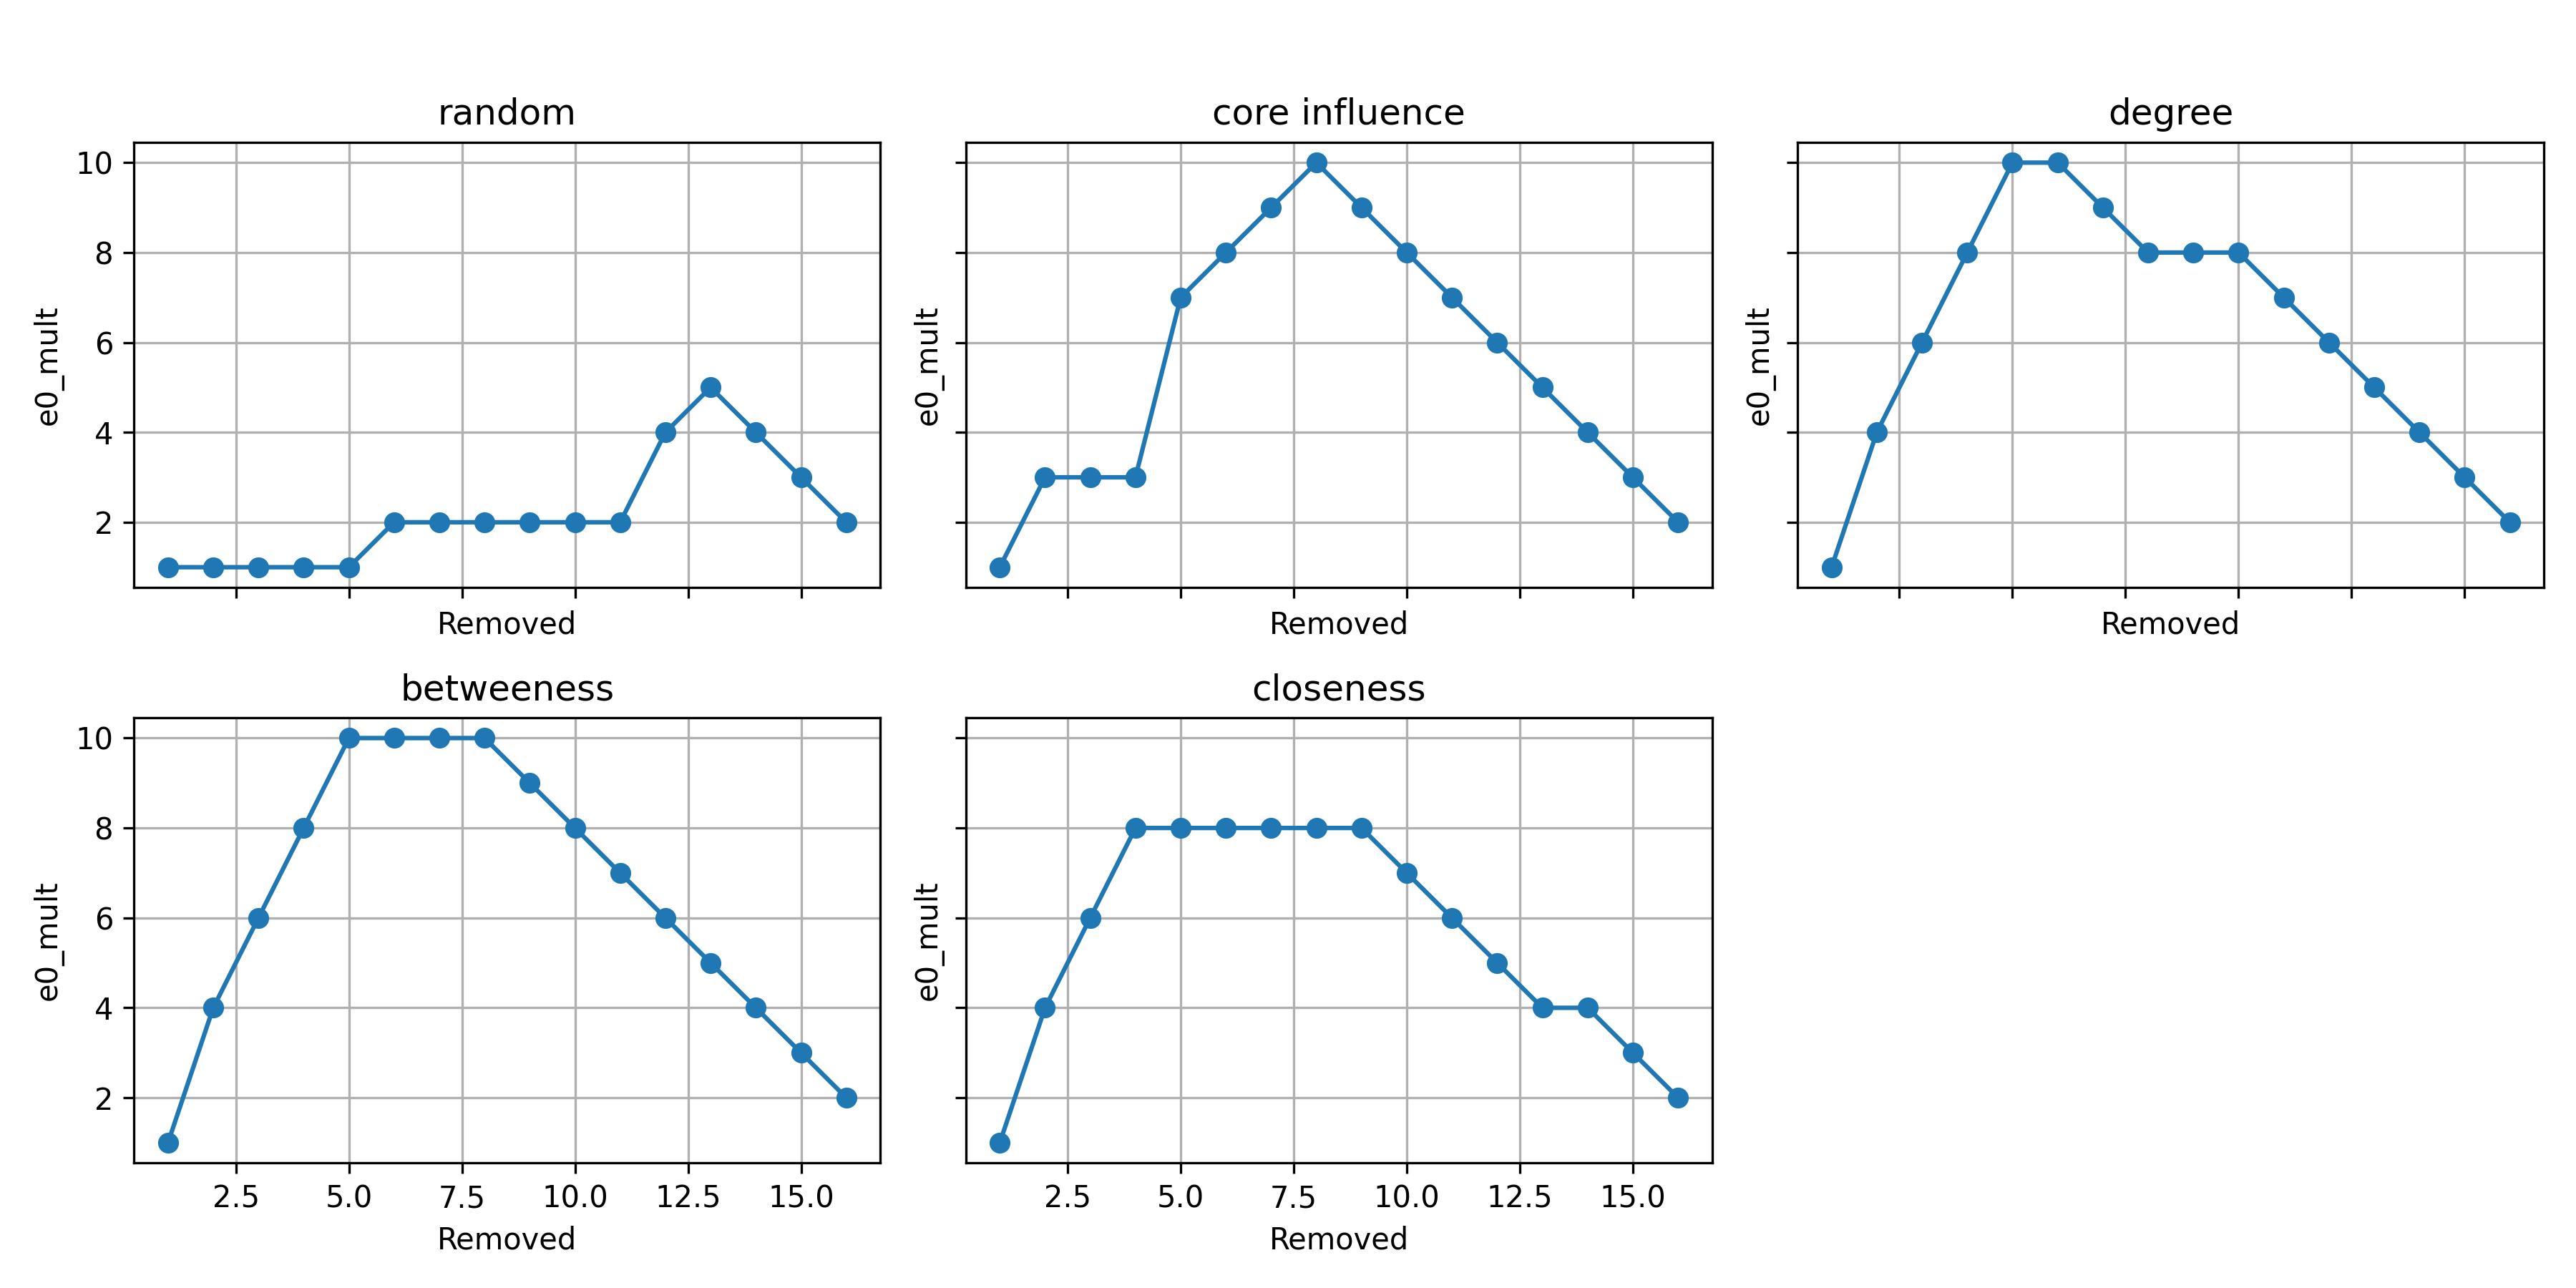 random
core influence
degree
10
8
6
4
2
e0_mult
e0_mult
e0_mult
Removed
Removed
Removed
betweeness
closeness
10
8
6
4
2
e0_mult
e0_mult
2.5 5.0 7.5 10.0 12.5 15.0
2.5 5.0 7.5 10.0 12.5 15.0
Removed
Removed